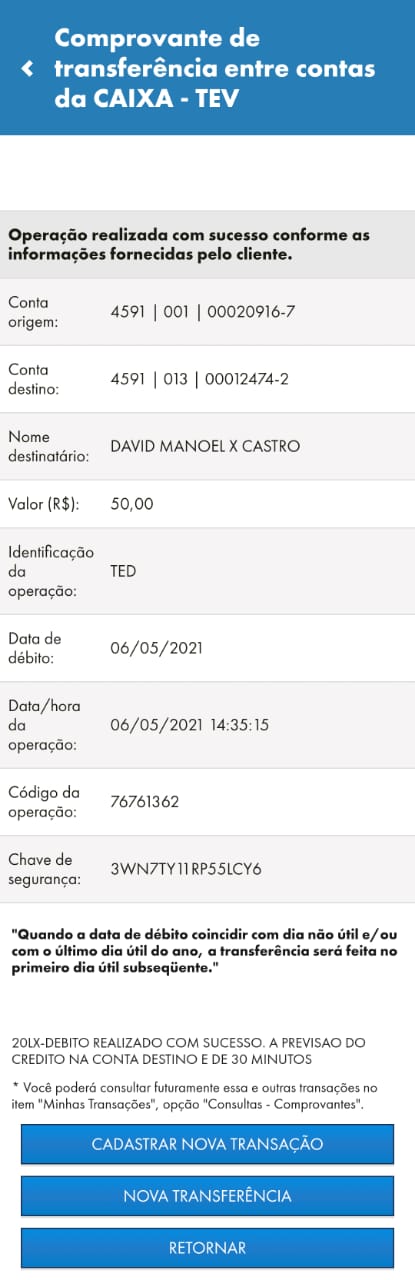 Comprovante de
transferência entre contas
da CAIXA - TEV
Operação realizada com sucesso conforme as
informações fornecidas pelo cliente.
Conta
origem:
4591 | 001 | 00020916-7
Conta
destino:
4591 | 013 | 00012474-2
Nome
destinatário:
DAVID MANOEL X CASTRO
Valor (R$):
50,00
Identificação
da
operação:
TED
Data de
débito:
06/05/2021
Data/hora
da
operação:
06/05/2021 14:35:15
Código da
operação:
76761362
Chave de
segurança:
3WN7TY11RP55LCY6
"Quando a data de débito coincidir com dia não útil e/ou
com o último dia útil do ano, a transferência será feita no
primeiro dia útil subseqüente."
20LX-DEBITO REALIZADO COM SUCESSO. A PREVISAO DO
CREDITO NA CONTA DESTINO E DE 30 MINUTOS
* Você poderá consultar futuramente essa e outras transações no
item "Minhas Transações", opção "Consultas - Comprovantes".
CADASTRAR NOVA TRANSAÇÃO
NOVA TRANSFERÊNCIA
RETORNAR